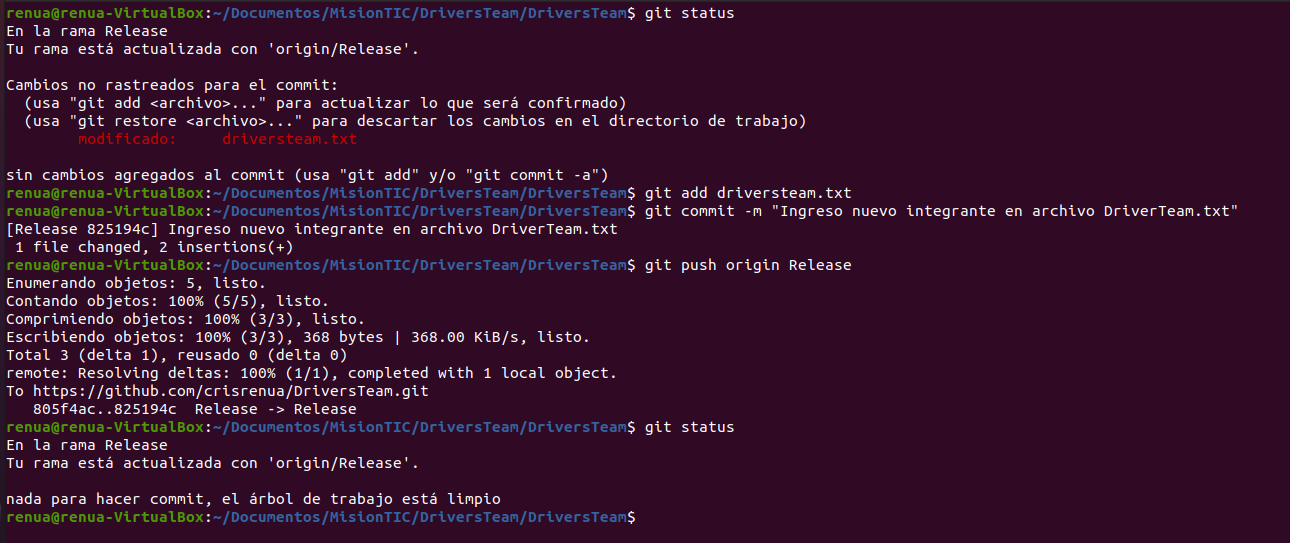 renua@renua-VirtualBox:~/Documentos/MisionTIC/DriversTeam/DriversTeam$ git status
En la rama Release
Tu rama está actualizada con 'origin/Release'.

Cambios no rastreados para el commit:
  (usa "git add <archivo>..." para actualizar lo que será confirmado)
  (usa "git restore <archivo>..." para descartar los cambios en el directorio de trabajo)
        modificado:     driversteam.txt

sin cambios agregados al commit (usa "git add" y/o "git commit -a")
renua@renua-VirtualBox:~/Documentos/MisionTIC/DriversTeam/DriversTeam$ git add driversteam.txt
renua@renua-VirtualBox:~/Documentos/MisionTIC/DriversTeam/DriversTeam$ git commit -m "Ingreso nuevo integrante en archivo DriverTeam.txt"
[Release 825194c] Ingreso nuevo integrante en archivo DriverTeam.txt
 1 file changed, 2 insertions(+)
renua@renua-VirtualBox:~/Documentos/MisionTIC/DriversTeam/DriversTeam$ git push origin Release
Enumerando objetos: 5, listo.
Contando objetos: 100% (5/5), listo.
Comprimiendo objetos: 100% (3/3), listo.
Escribiendo objetos: 100% (3/3), 368 bytes | 368.00 KiB/s, listo.
Total 3 (delta 1), reusado 0 (delta 0)
remote: Resolving deltas: 100% (1/1), completed with 1 local object.
To https://github.com/crisrenua/DriversTeam.git
   805f4ac..825194c  Release -> Release
renua@renua-VirtualBox:~/Documentos/MisionTIC/DriversTeam/DriversTeam$ git status
En la rama Release
Tu rama está actualizada con 'origin/Release'.

nada para hacer commit, el árbol de trabajo está limpio
renua@renua-VirtualBox:~/Documentos/MisionTIC/DriversTeam/DriversTeam$